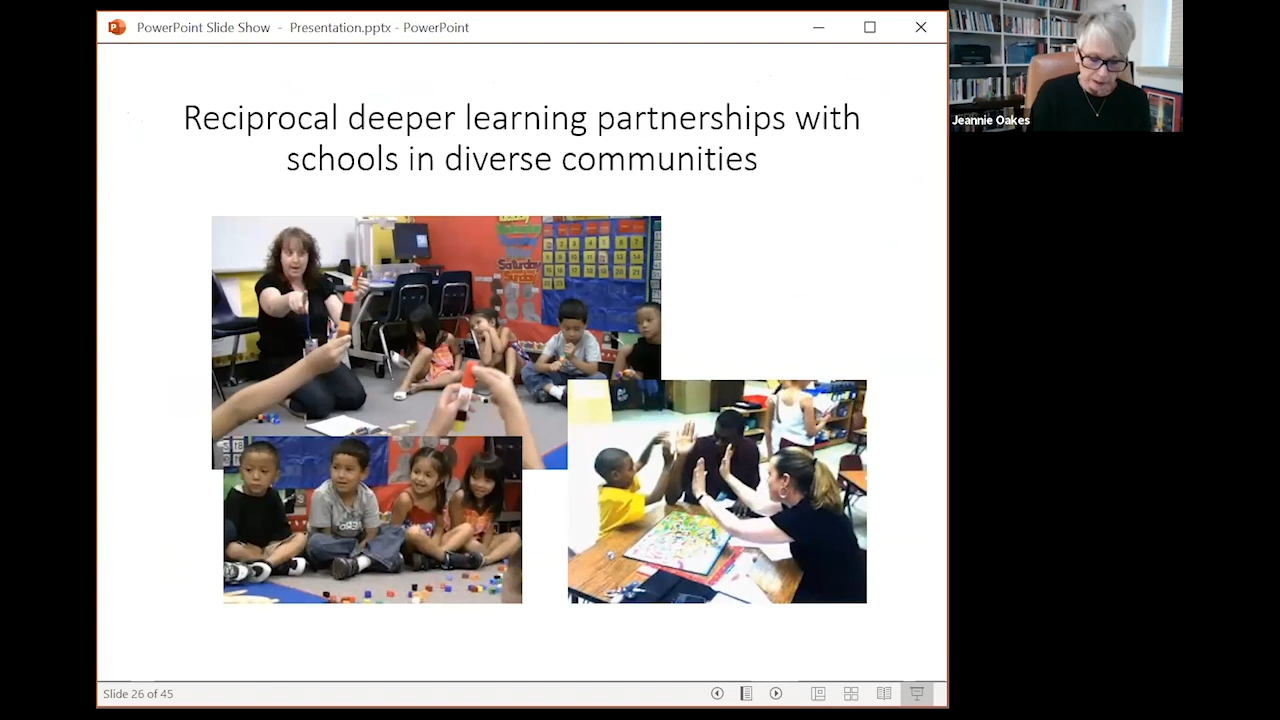 PowerPoint Slide Show - Presentation.pptx - PowerPoint
Jeannie Oakes
Reciprocal deeper learning partnerships with
schools in diverse communities
Saturday
Slide 26 of 45